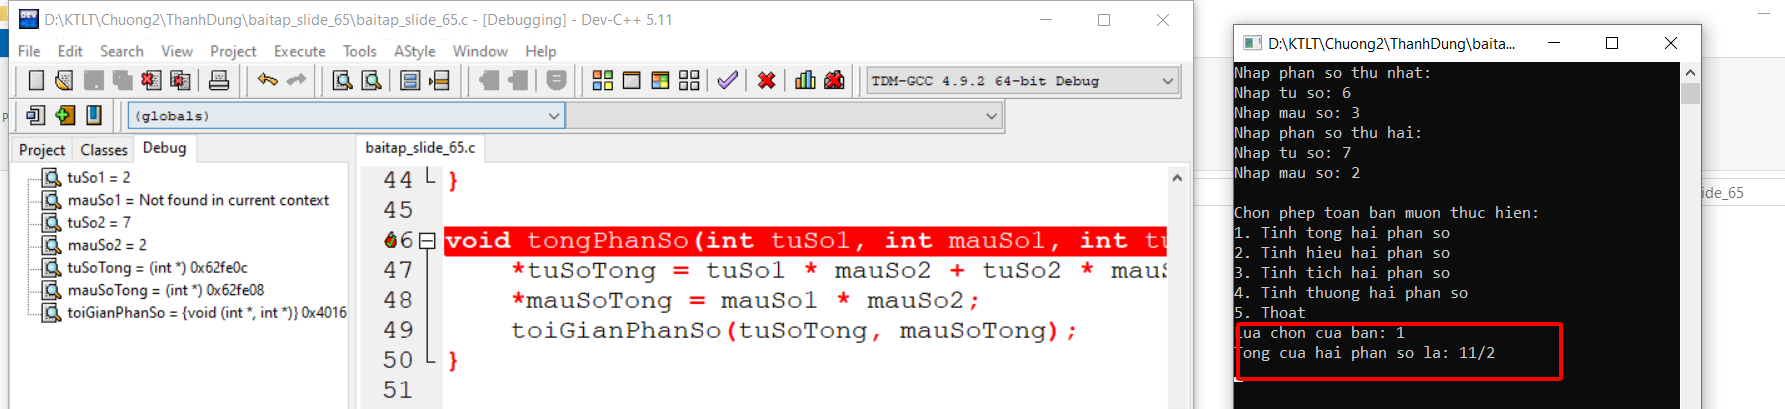 D:\KTLT\Chuong2\ThanhDung\baitap_slide_65\baitap_slide_65.c - [Debugging] - Dev-C++ 5.11
File Edit Search View Project Execute Tools AStyle Window Help
TDM-GCC 4.9.2 64-bit Debug
(globals)
Project Classes Debug
tuSo1 = 2
mauSo1 = Not found in current context
tuSo2 = 7
mauSo2 = 2
tuSoTong = (int *) 0x62fe0c
mauSoTong = (int *) 0x62fe08
toiGianPhanSo = {void (int *, int *)} 0x4016
baitap_slide_65.c
44 }
45
46 void tongPhanSo(int tuSo1, int mauSo1, int tu
47 *tuSoTong = tuSo1 * mauSo2 + tuSo2 * maus
48 *mauSoTong = mauSo1 * mauSo2;
49 toiGianPhanSo(tuSoTong, mauSoTong);
50 }
51
D:\KTLT\Chuong2\ThanhDung\baita...
Nhap phan so thu nhat:
Nhap tu so: 6
Nhap mau so: 3
Nhap phan so thu hai:
Nhap tu so: 7
Nhap mau so: 2
Chon phep toan ban muon thuc hien:
1. Tinh tong hai phan so
2. Tinh hieu hai phan so
3. Tinh tich hai phan so
4. Tinh thuong hai phan so
5. Thoat
Lua chon cua ban: 1
Tong cua hai phan so la: 11/2
ide_65